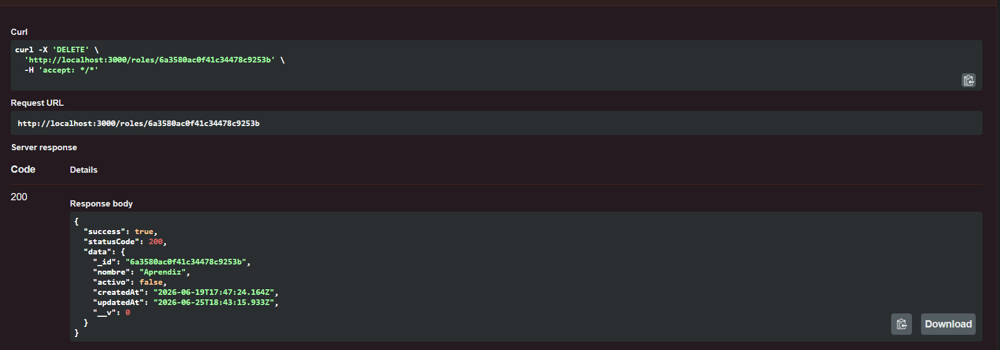 Curl
curl -X 'DELETE' \
  'http://localhost:3000/roles/6a3580ac0f41c34478c9253b' \
  -H 'accept: */*'
Request URL
http://localhost:3000/roles/6a3580ac0f41c34478c9253b
Server response
Code Details
200
Response body
{
  "success": true,
  "statusCode": 200,
  "data": {
    "_id": "6a3580ac0f41c34478c9253b",
    "nombre": "Aprendiz",
    "activo": false,
    "createdAt": "2026-06-19T17:47:24.164Z",
    "updatedAt": "2026-06-25T18:43:15.933Z",
    "__v": 0
  }
}
Download